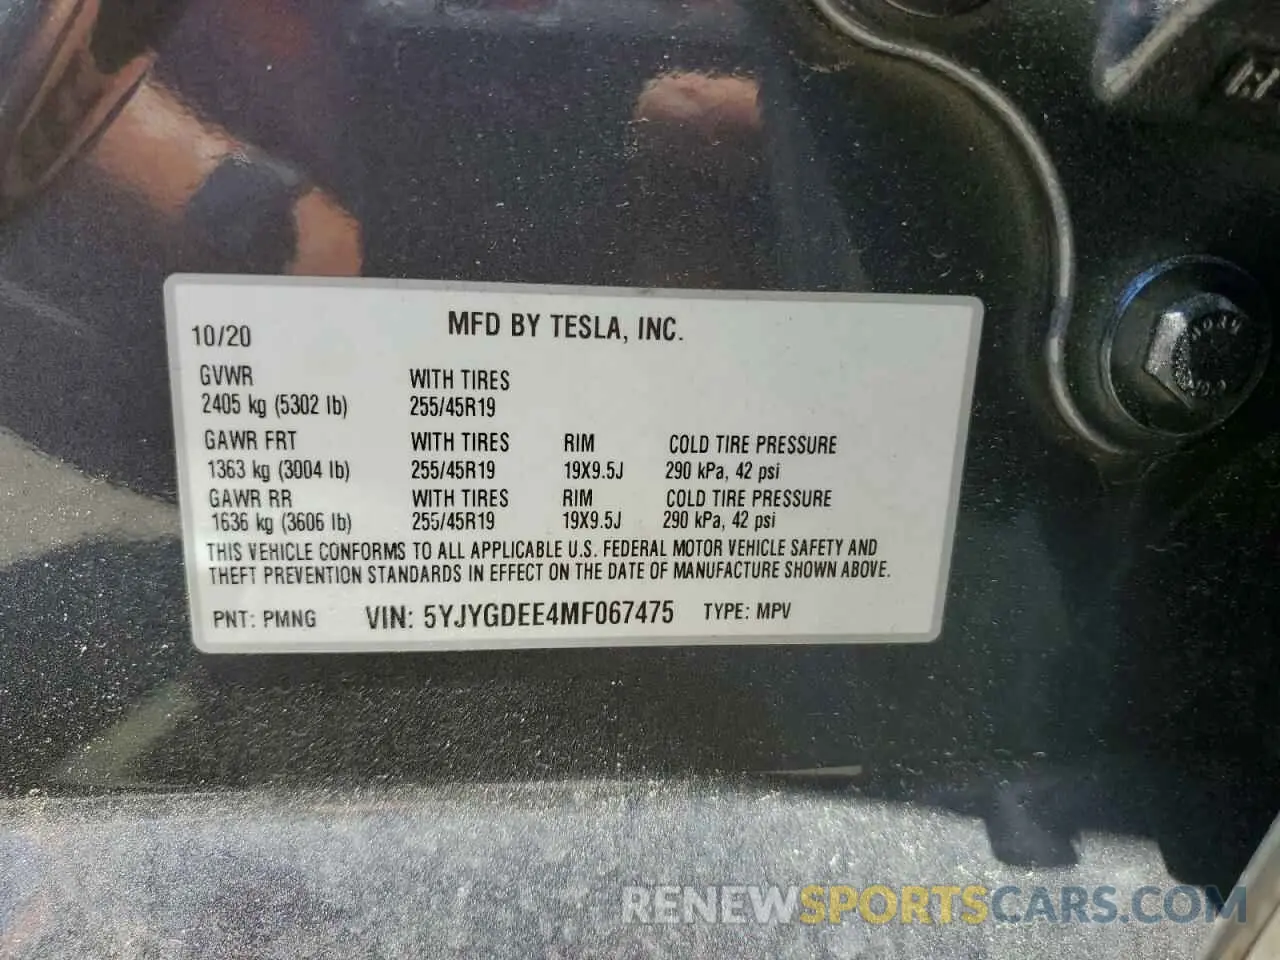 MFD BY TESLA, INC.
10/20
GVWR WITH TIRES
2405 kg (5302 lb) 255/45R19
GAWR FRT WITH TIRES RIM COLD TIRE PRESSURE
1363 kg (3004 lb) 255/45R19 19X9.5J 290 kPa, 42 psi
GAWR RR WITH TIRES RIM COLD TIRE PRESSURE
1636 kg (3606 lb) 255/45R19 19X9.5J 290 kPa, 42 psi
THIS VEHICLE CONFORMS TO ALL APPLICABLE U.S. FEDERAL MOTOR VEHICLE SAFETY AND
THEFT PREVENTION STANDARDS IN EFFECT ON THE DATE OF MANUFACTURE SHOWN ABOVE.
PNT: PMNG VIN: 5YJYGDEE4MF067475 TYPE: MPV
RENEWSPORTSCARS.COM